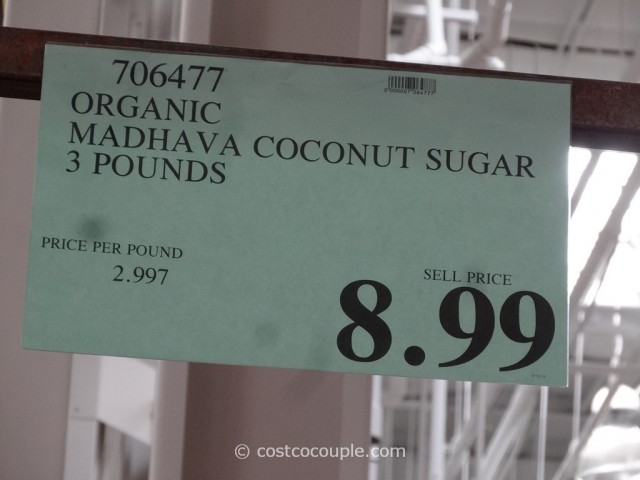 706477
ORGANIC
MADHAVA COCONUT SUGAR
3 POUNDS
PRICE PER POUND
2.997
SELL PRICE
8.99
© costcocouple.com